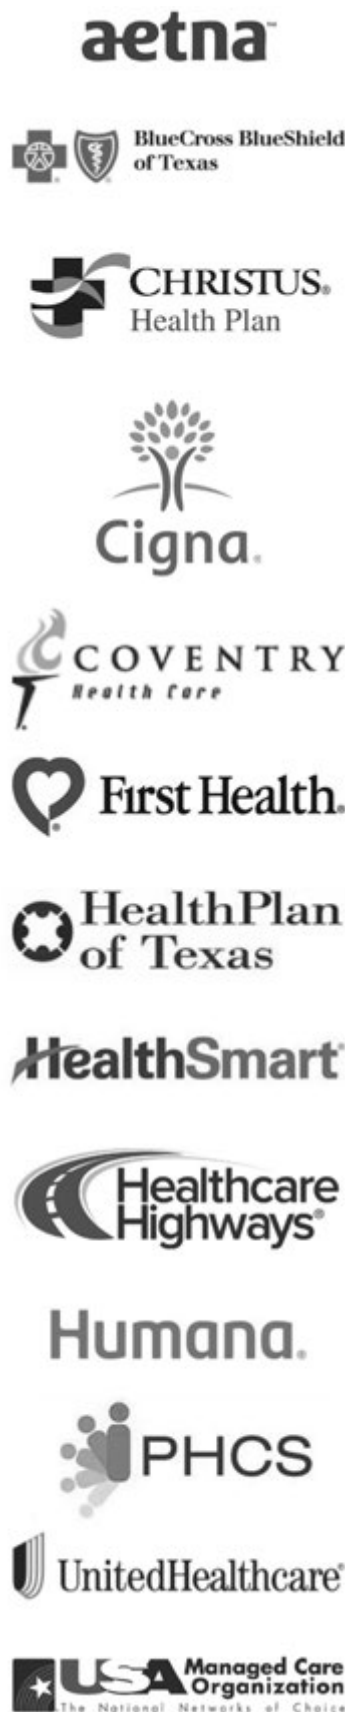 aetna™
BlueCross BlueShield
of Texas
CHRISTUS®
Health Plan
Cigna®
COVENTRY
Health Care
First Health®
HealthPlan
of Texas
HealthSmart®
Healthcare
Highways®
Humana®
PHCS
UnitedHealthcare®
USA Managed Care
Organization
The National Networks of Choice